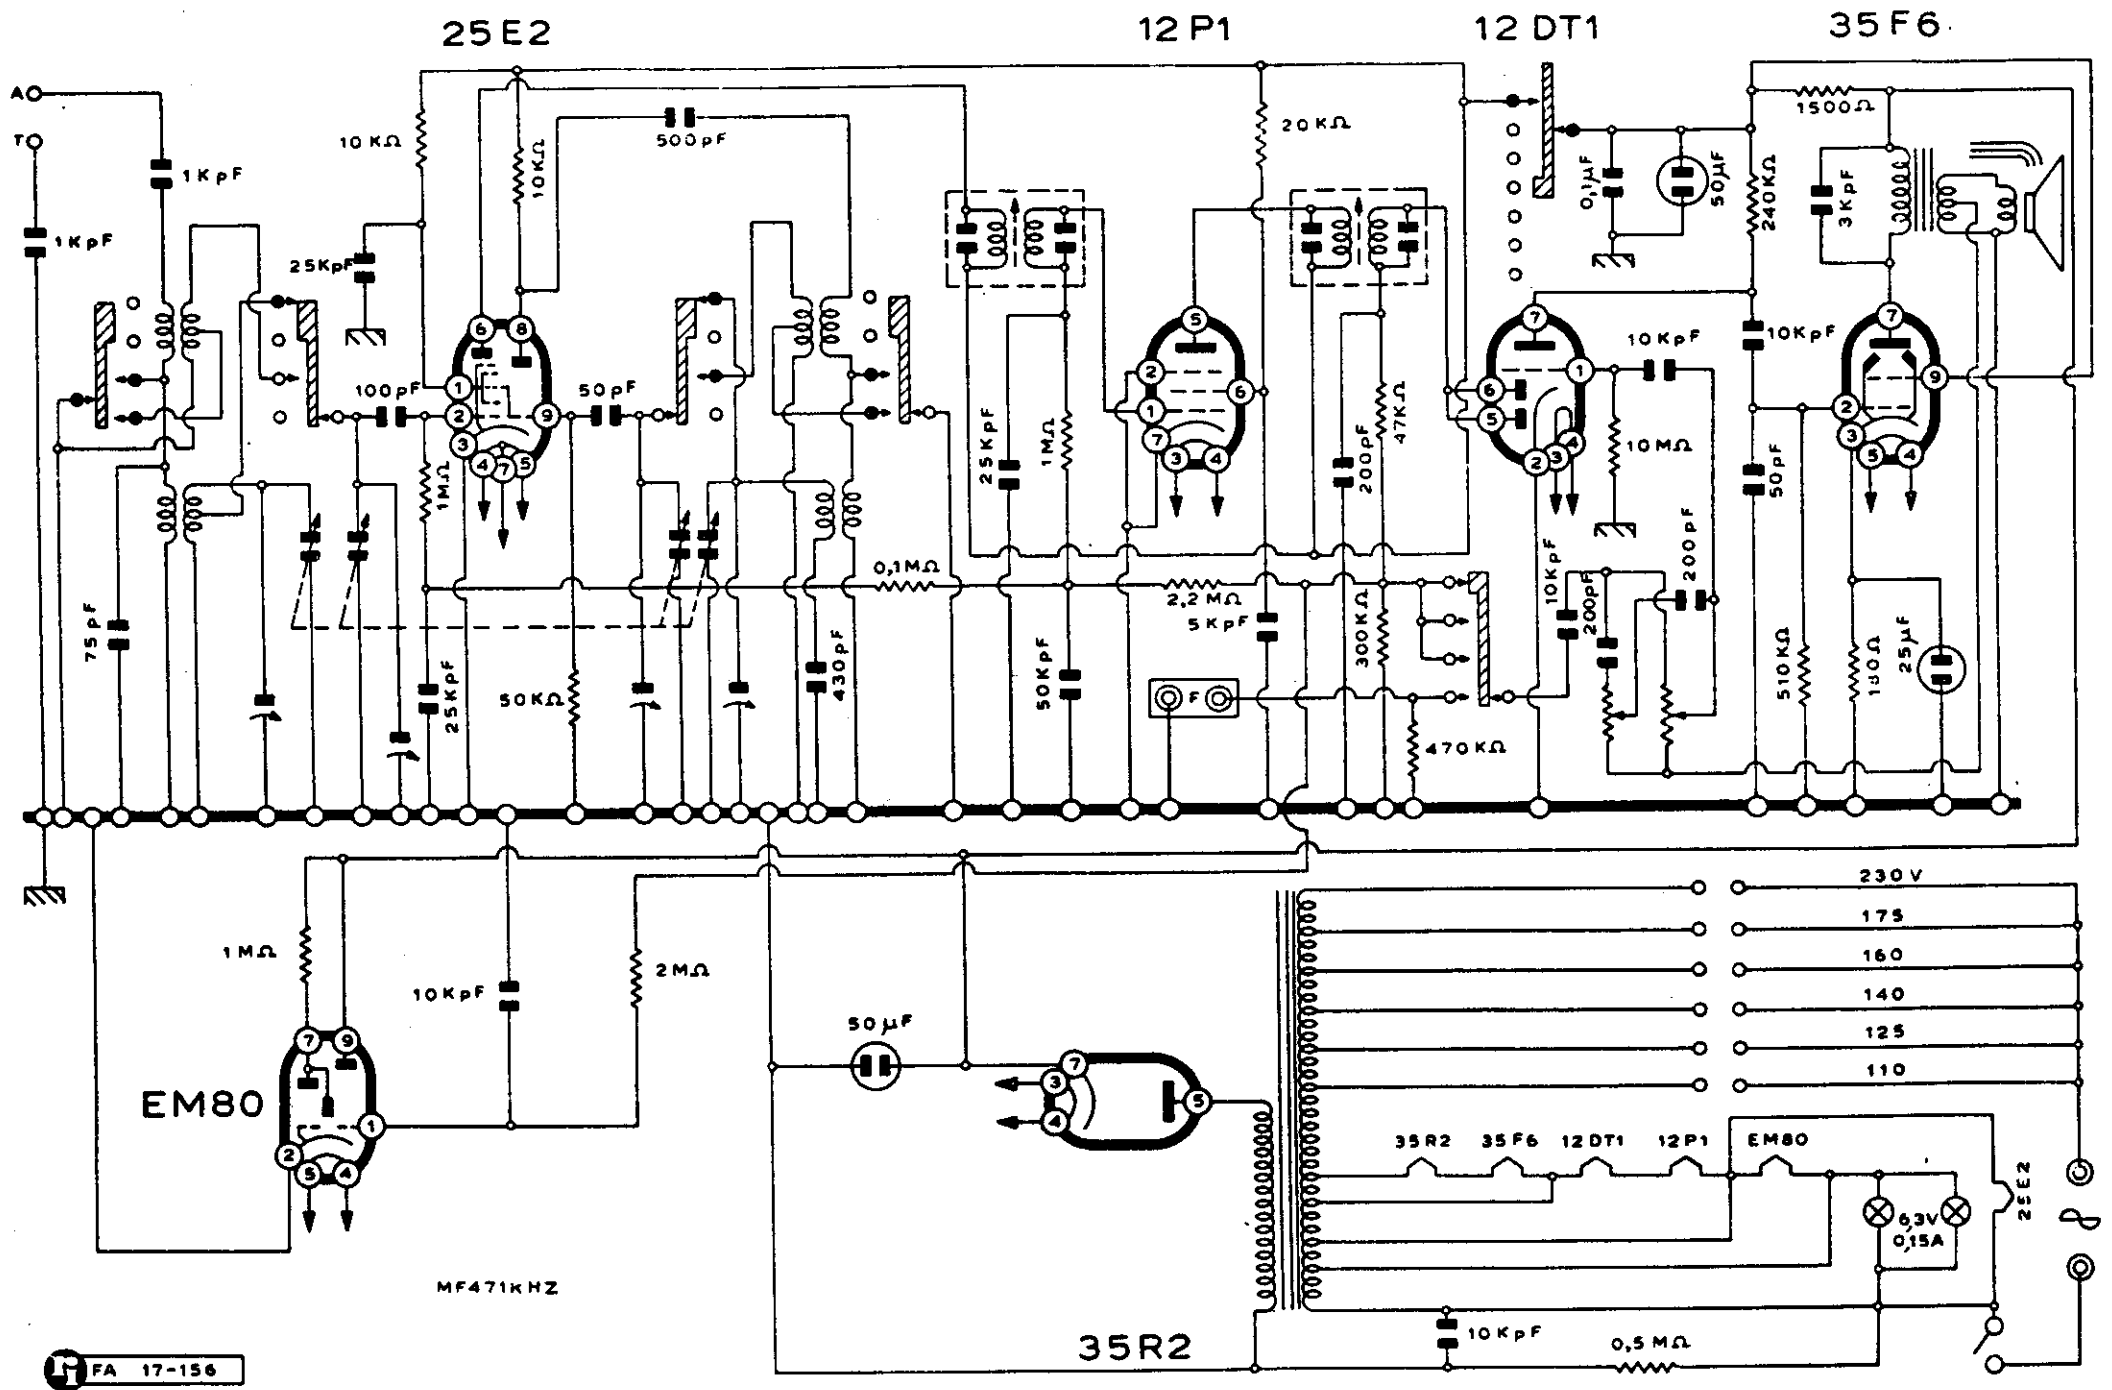 25E2
12P1
12DT1
35F6
A
T
1KpF
1KpF
10KΩ
10KΩ
500pF
25KpF
20KΩ
0,1µF
50µF
1500Ω
240KΩ
3KpF
100pF
50pF
10KpF
10KpF
1MΩ
25KPF
1MΩ
200PF
47KΩ
10MΩ
50PF
6
8
1
2
9
3
4
7
5
5
2
1
6
7
3
4
7
6
5
1
2
3
4
7
9
2
3
5
4
75pF
0,1MΩ
2,2MΩ
5KpF
10KPF
200PF
200PF
25KPF
50KΩ
430pF
50KPF
300KΩ
F
470KΩ
510KΩ
25µF
1MΩ
10KPF
2MΩ
50µF
7
9
1
2
5
4
EM80
7
3
4
5
230V
175
160
140
125
110
35R2
35F6
12DT1
12P1
EM80
25E2
6,3V
0,15A
MF471KHZ
35R2
10KPF
0,5MΩ
FA 17-156